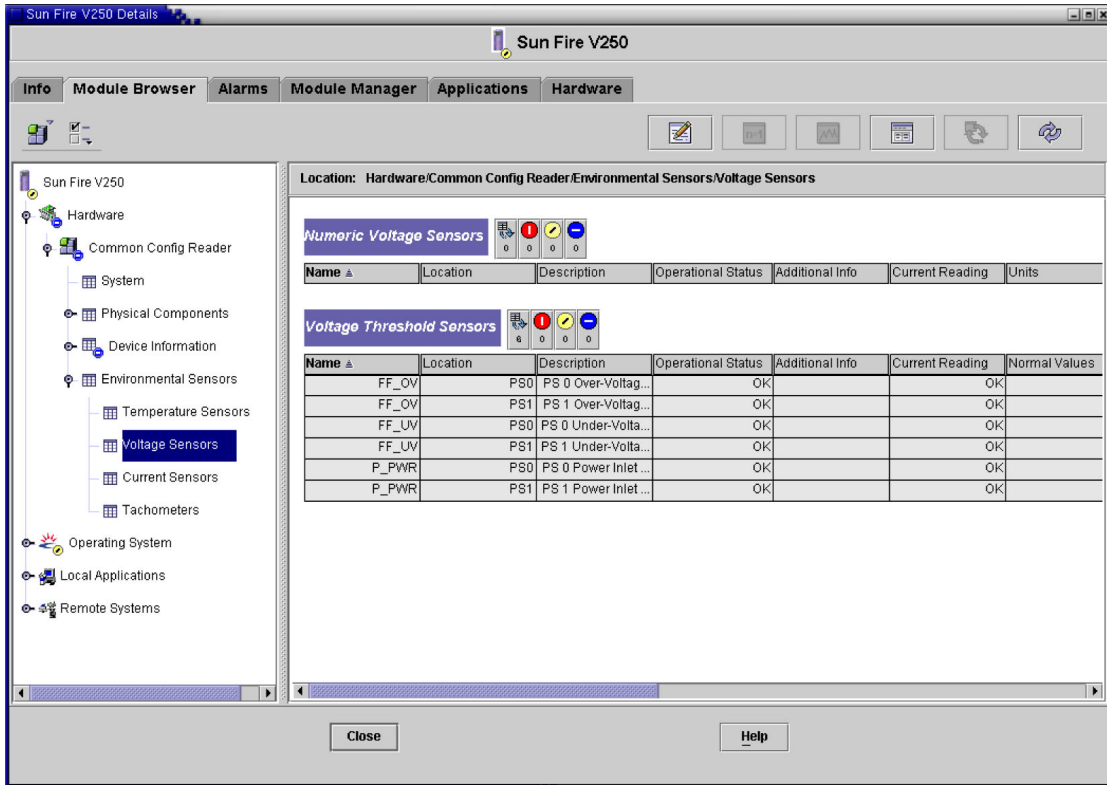 Sun Fire V250 Details
Sun Fire V250
Info Module Browser Alarms Module Manager Applications Hardware
Sun Fire V250
Hardware
Common Config Reader
System
Physical Components
Device Information
Environmental Sensors
Temperature Sensors
Voltage Sensors
Current Sensors
Tachometers
Operating System
Local Applications
Remote Systems
Location: Hardware/Common Config Reader/Environmental Sensors/Voltage Sensors
Numeric Voltage Sensors 0 0 0 0
Name Location Description Operational Status Additional Info Current Reading Units
Voltage Threshold Sensors 6 0 0 0
Name Location Description Operational Status Additional Info Current Reading Normal Values
FF_OV PS0 PS 0 Over-Voltag... OK OK
FF_OV PS1 PS 1 Over-Voltag... OK OK
FF_UV PS0 PS 0 Under-Volta... OK OK
FF_UV PS1 PS 1 Under-Volta... OK OK
P_PWR PS0 PS 0 Power Inlet ... OK OK
P_PWR PS1 PS 1 Power Inlet ... OK OK
Close Help